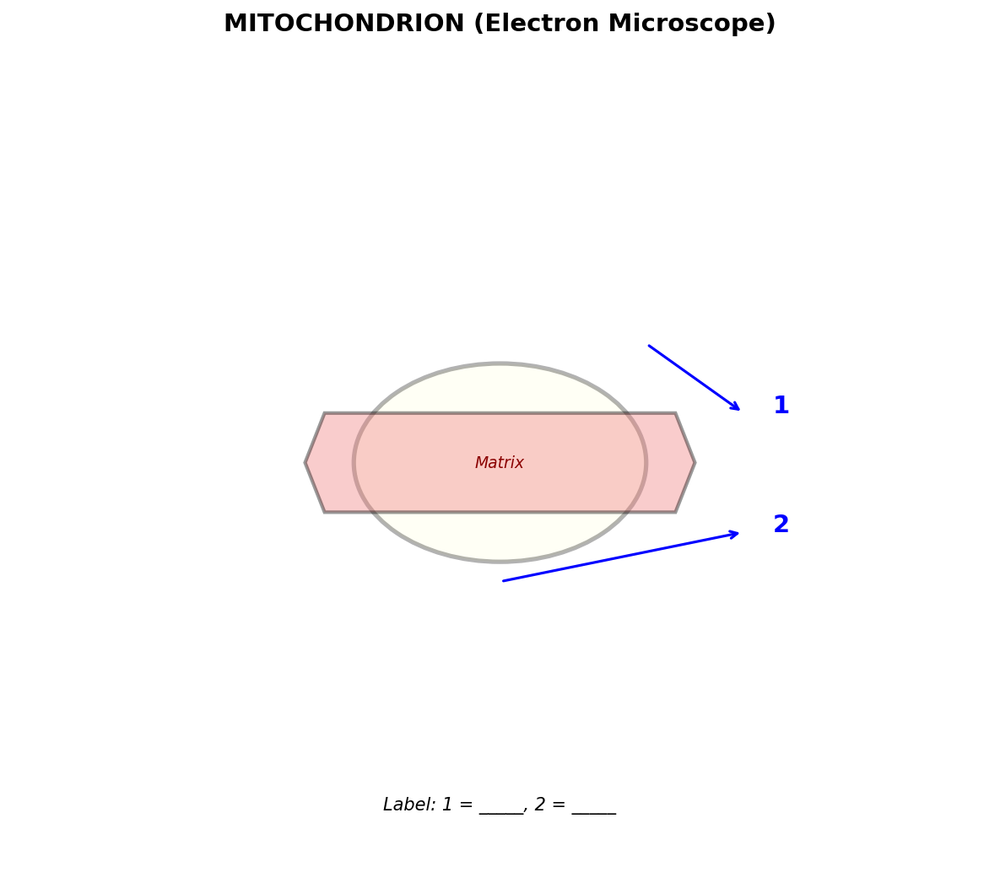 MITOCHONDRION (Electron Microscope)
1
Matrix
2
Label: 1 = _____, 2 = _____